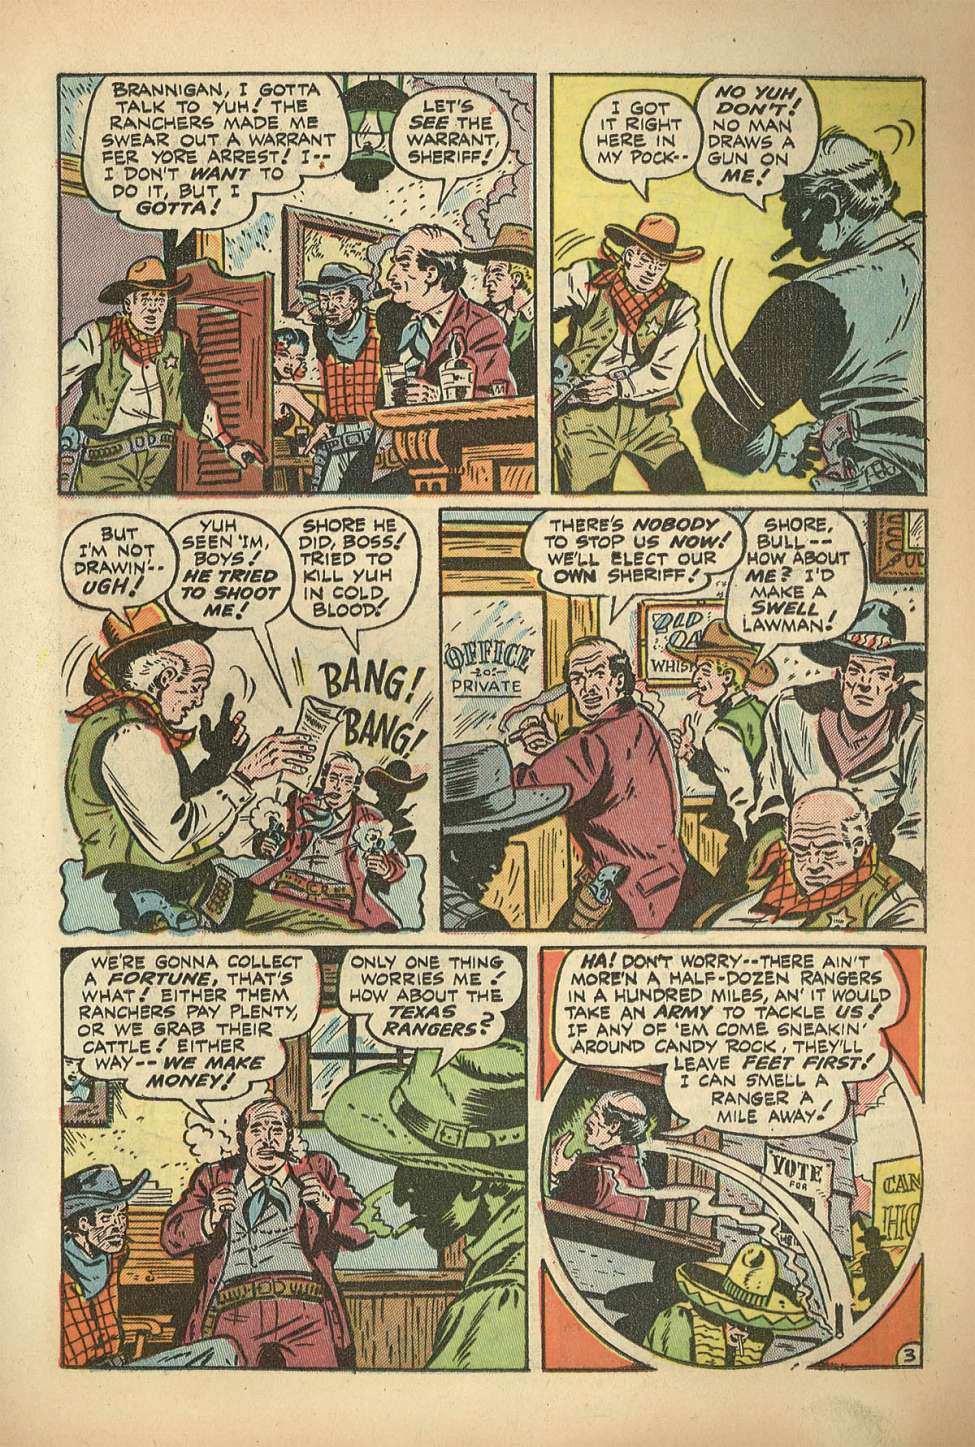 BRANNIGAN, I GOTTA
TALK TO YUH! THE
RANCHERS MADE ME
SWEAR OUT A WARRANT
FER YORE ARREST! I--
I DON'T WANT TO
DO IT, BUT I
GOTTA!
LET'S
SEE THE
WARRANT,
SHERIFF!
I GOT
IT RIGHT
HERE IN
MY POCK--
NO YUH
DON'T!
NO MAN
DRAWS A
GUN ON
ME!
BUT
I'M NOT
DRAWIN'--
UGH!
YUH
SEEN 'IM,
BOYS!
HE TRIED
TO SHOOT
ME!
SHORE HE
DID, BOSS!
TRIED TO
KILL YUH
IN COLD
BLOOD!
BANG!
BANG!
THERE'S NOBODY
TO STOP US NOW!
WE'LL ELECT OUR
OWN SHERIFF!
SHORE,
BULL--
HOW ABOUT
ME? I'D
MAKE A
SWELL
LAWMAN!
OFFICE
PRIVATE
OLD
OA
WHISK
WE'RE GONNA COLLECT
A FORTUNE, THAT'S
WHAT! EITHER THEM
RANCHERS PAY PLENTY,
OR WE GRAB THEIR
CATTLE! EITHER
WAY-- WE MAKE
MONEY!
ONLY ONE THING
WORRIES ME!
HOW ABOUT THE
TEXAS
RANGERS?
HA! DON'T WORRY--THERE AIN'T
MORE'N A HALF-DOZEN RANGERS
IN A HUNDRED MILES, AN' IT WOULD
TAKE AN ARMY TO TACKLE US!
IF ANY OF 'EM COME SNEAKIN'
AROUND CANDY ROCK, THEY'LL
LEAVE FEET FIRST!
I CAN SMELL A
RANGER A
MILE AWAY!
VOTE
FOR
CAN
3